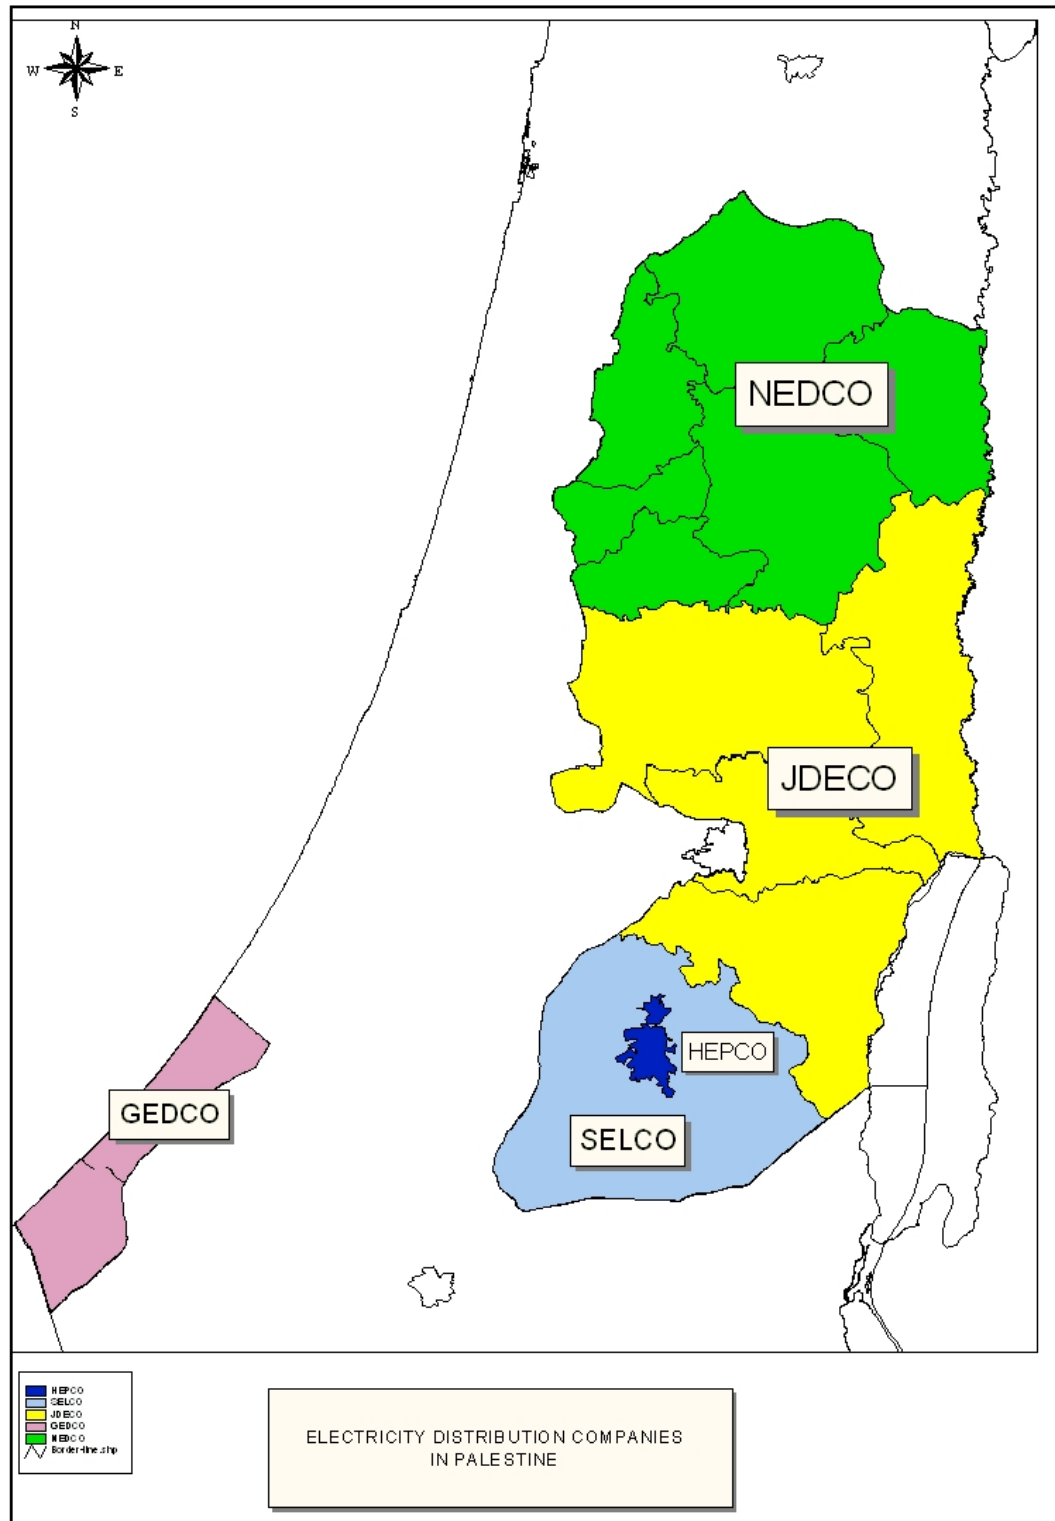 N
W E
S
NEDCO
JDECO
HEPCO
GEDCO
SELCO
HEPCO
SELCO
JDECO
GEDCO
NEDCO
Border-line.shp
ELECTRICITY DISTRIBUTION COMPANIES
IN PALESTINE